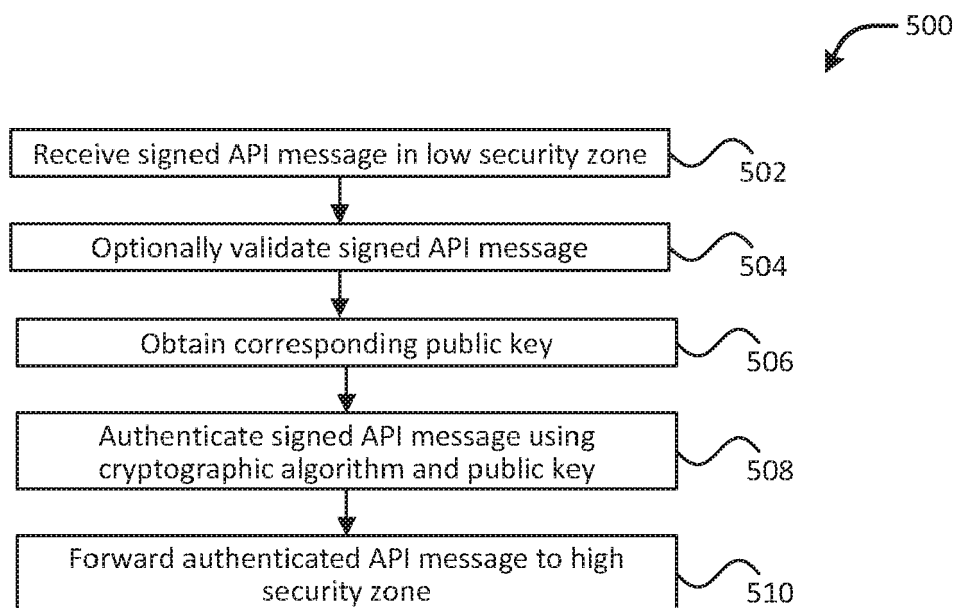 500
Receive signed API message in low security zone
502
Optionally validate signed API message
504
Obtain corresponding public key
506
Authenticate signed API message using
cryptographic algorithm and public key
508
Forward authenticated API message to high
security zone
510